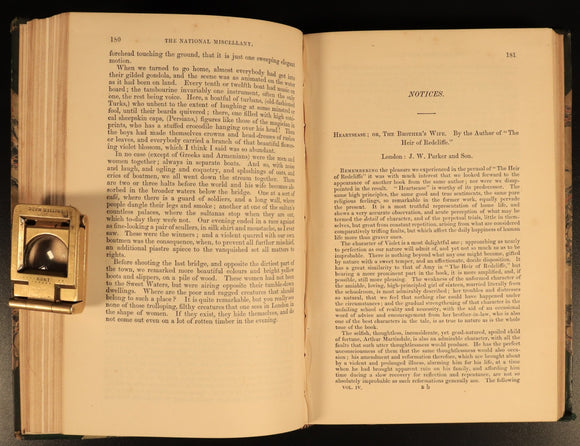 180
THE NATIONAL MISCELLANY.
forehead touching the ground, that it is just one sweeping elegant
motion.
When we turned to go home, almost everybody had got into
their gilded gondola, and the scene was as animated on the water
as it had been on land. Every tenth or twelfth boat had music on
board; the tambourine invariably one instrument, often the only
one, the rest being voice. Here, a boatful of turbans, (old-fashioned
Turks,) who unbent to the extent of laughing at some minstrel or
fool, until their beards quivered; there, one filled with high coni-
cal sheepskin caps, (Persians,) figures like those of the magician in
prints, who has a stuffed crocodile hanging over his head! Then
the boys had made themselves crowns and head-dresses of rushes
or leaves, and everybody carried in separate boats a beautiful flower-
ing violet blossom, which I think I said was so abundant.
In no case (except of Greeks and Armenians) were the men and
women together, always in separate boats. And so, with noise
and laugh, and ogling and coquetry, and splashings of oars, and
cries of boatmen, we all swept down the stream together. Then
are two or three halts before the world and his wife become ab-
sorbed in the broader waters below the bridge. One at a sort of
café, where there is a guard of soldiers, and a long wall, where
people dangle their legs and smoke; another at one of the sultan's
countless palaces, where the sultanas stop when they are out,
which to-day they were not. Our evening ended in a race against
as fine-looking a pair of scullers, in silk shirt and moustache, as I ever
saw. Those were the winners; and I was obliged to give our own
boatmen was the consequence, when, to prevent all further mischief,
an additional piastre apiece to the vanquished set all matters to
rights.
Before shooting the last bridge, and opposite the dirtiest part of
the town, we remarked some more beautiful colours and bright yellow
boots and slippers, on a pile of wood. These women had not been
to the Sweet Waters, but were airing opposite their tumble-down
dwellings. Where are the poor and ragged creatures that should
belong to such a place? It is quite remarkable, but you really see
none of those tradesping, filthy creatures that one sees in London in
the shape of women. If they exist, they hide themselves, and do
not come out even on a lot of rotten timber in the evening.
181
NOTICES.
HEARTSEASE; OR, THE BROTHER'S WIFE. By the Author of "The
Heir of Redcliffe."
London: J. W. Parker and Son.
REMEMBERING the pleasure we experienced in the perusal of "The Heir
of Redcliffe," it was with much interest that we looked forward to the
appearance of another book from the same author; nor were we disap-
pointed in the result. "Heartsease" is worthy of its predecessor. The
same high principles, the same good and true sentiments, the same pure
religious feelings, so remarkable in the former work, equally pervade
the present. It is a most truthful representation of home life, and
shows a very accurate observation, and acute perception of what may be
termed the detail of character, and of the perpetual trials, little in them-
selves, but great from constant repetition, arising from what are considered
comparatively trifling faults, but which affect the daily happiness of human
life more than graver ones.
The character of Violet is a most delightful one; approaching as nearly
to perfection as our nature will admit of, and yet not so much so as to be
improbable. There is nothing beyond what any one might become, gifted
by nature with a sweet temper, and an affectionate, docile disposition. It
has a great similarity to that of Amy in "The Heir of Redcliffe", but
bearing a more prominent part in the book, it is more amplified, and, if
possible, still more engaging. The weakness of the unformed character of
the amiable, loving, high-principled girl of sixteen, married literally from
the schoolroom, is most admirably described; her troubles and distresses
so natural, that we feel that nothing else could have happened under
the circumstances; and the gradual strengthening of that character in the
unfailing school of reality and necessity, with the aid of an occasional
word of advice and encouragement from her brother-in-law, who is also
one of the best characters in the book, is as true to nature as is the whole
tone of the book.
The selfish, thoughtless, inconsiderate, yet good-natured, spoiled child
of fortune, Arthur Martindale, is also an admirable character, with all the
faults that such utter thoughtlessness would produce. He has the perfect
unconsciousness of them that the same thoughtlessness would also occa-
sion; his amendment and reformation therefore, which are brought about
by a violent and prolonged illness, alarming him for his life, at a time
when he had brought apparent ruin on his family, and affording him
time during a slow recovery for reflection and repentance, are not so
absolutely improbable as such reformations generally are. The following
VOL. IV.
B b